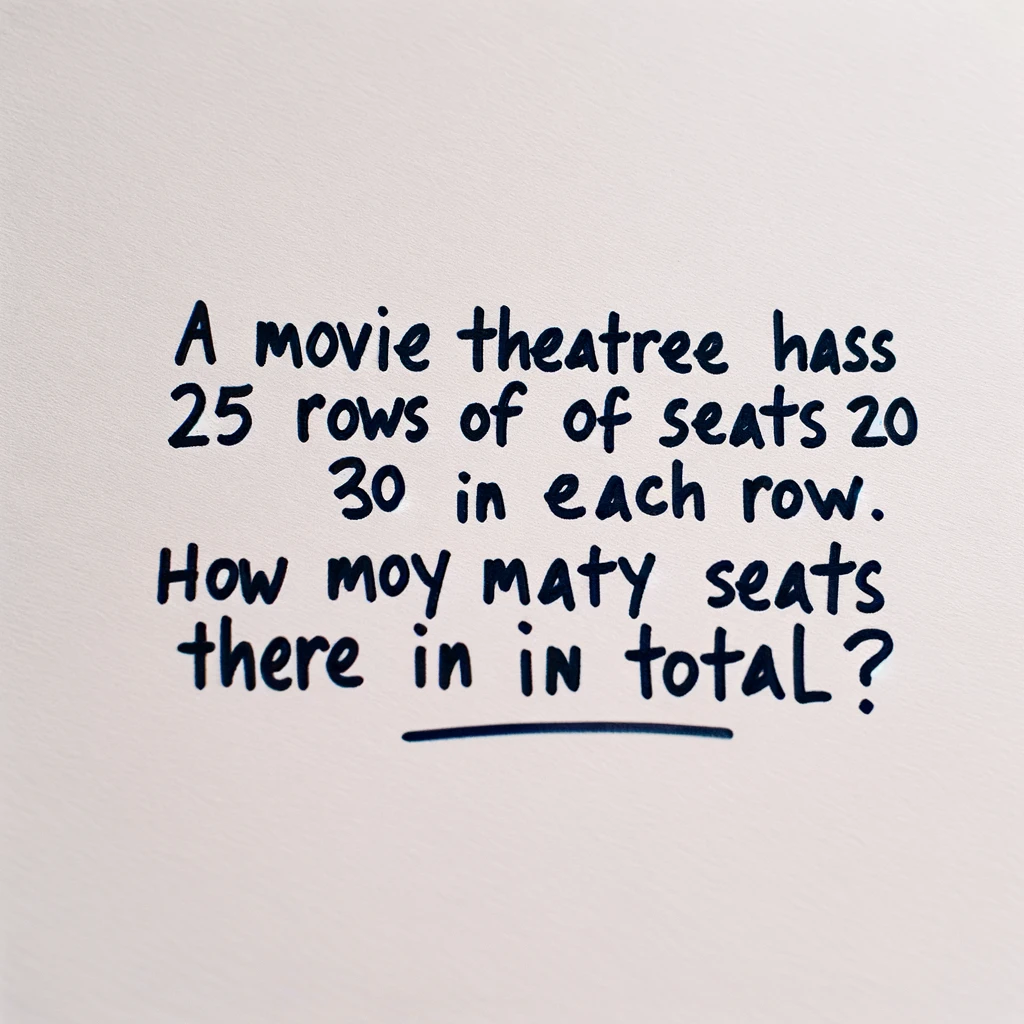 A movie theatree hass
25 rows of of seats 20
30 in each row.
How moy maty seats
there in iN totAL?